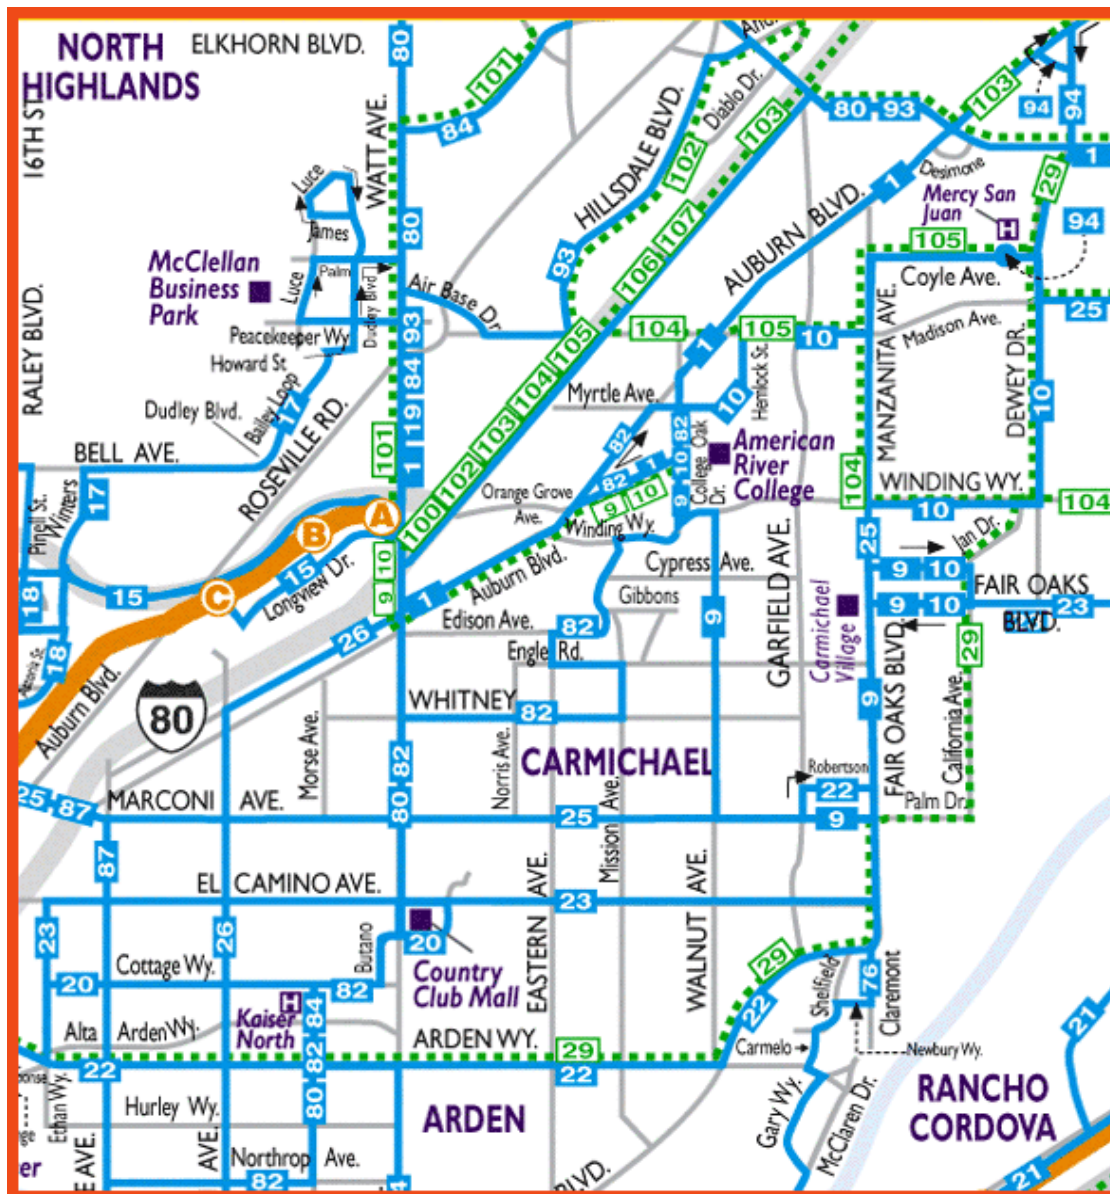 NORTH
HIGHLANDS
ELKHORN BLVD.
80
101
84
WATT AVE.
16TH ST
HILLSDALE BLVD.
Diablo Dr.
102
103
80 93
103
94
94
1
29
Desimone
Mercy San
Juan
H
94
105
Coyle Ave.
AUBURN BLVD.
1
Luce
James
80
93
107
106
McClellan
Business
Park
Luce
Palm
Dudley Blvd
Air Base Dr.
Peacekeeper Wy
Howard St
93
84
19
1
105
104
103
102
100
104
1
105
10
Madison Ave.
25
MANZANITA AVE.
DEWEY DR.
10
RALEY BLVD.
Dudley Blvd.
Bailey Loop
17
ROSEVILLE RD.
101
Myrtle Ave.
10
Hemlock St.
82
82
10
9
1
82
9
10
College Oak
Dr.
American
River
College
BELL AVE.
17
Pinell St.
Winters
Orange Grove
Ave.
Winding Wy.
104
WINDING WY.
10
104
A
B
C
15
15
Longview Dr.
18
18
9
10
1
Auburn Blvd.
Cypress Ave.
Gibbons
25
9 10
Jan Dr.
9 10
FAIR OAKS
BLVD.
23
26
Edison Ave.
82
Engle Rd.
9
GARFIELD AVE.
Carmichael
Village
29
Auburn Blvd.
80
WHITNEY
82
9
FAIR OAKS BLVD.
California Ave.
Morse Ave.
82
80
Norris Ave.
CARMICHAEL
Robertson
22
Palm Dr.
25
87
MARCONI AVE.
80
25
Mission Ave.
9
87
EL CAMINO AVE.
23
EASTERN AVE.
WALNUT AVE.
23
26
Butano
20
Country
Club Mall
29
Cottage Wy.
20
82
22
Shelfield
76
Claremont
H
Kaiser
North
84
82
80
Alta Arden Wy.
ARDEN WY.
29
22
22
Carmelo
Newbury Wy.
21
Ethan Wy.
Hurley Wy.
ARDEN
Gary Wy.
McClaren Dr.
RANCHO
CORDOVA
E AVE.
AVE.
Northrop Ave.
82
BLVD.
21